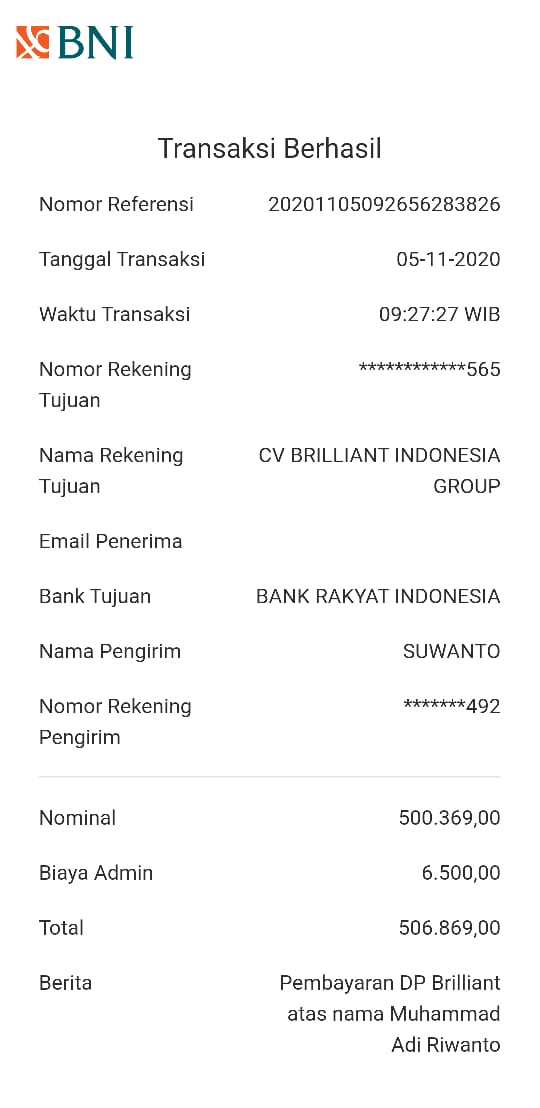 BNI
Transaksi Berhasil
Nomor Referensi 20201105092656283826
Tanggal Transaksi 05-11-2020
Waktu Transaksi 09:27:27 WIB
Nomor Rekening ************565
Tujuan
Nama Rekening CV BRILLIANT INDONESIA
Tujuan GROUP
Email Penerima
Bank Tujuan BANK RAKYAT INDONESIA
Nama Pengirim SUWANTO
Nomor Rekening *******492
Pengirim
Nominal 500.369,00
Biaya Admin 6.500,00
Total 506.869,00
Berita Pembayaran DP Brilliant
atas nama Muhammad
Adi Riwanto